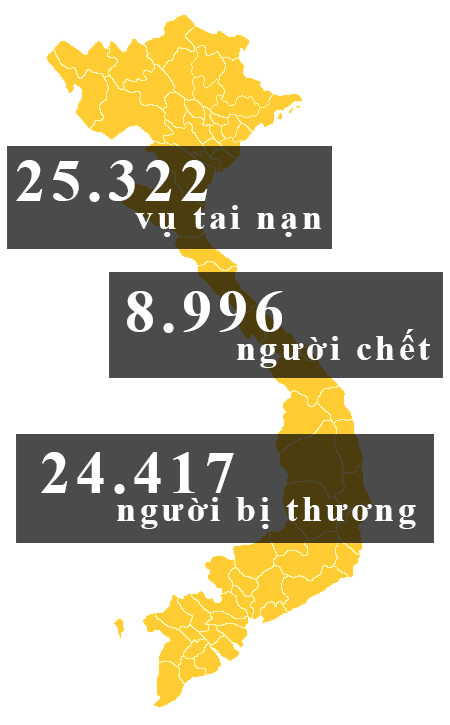 25.322
vụ tai nạn
8.996
người chết
24.417
người bị thương